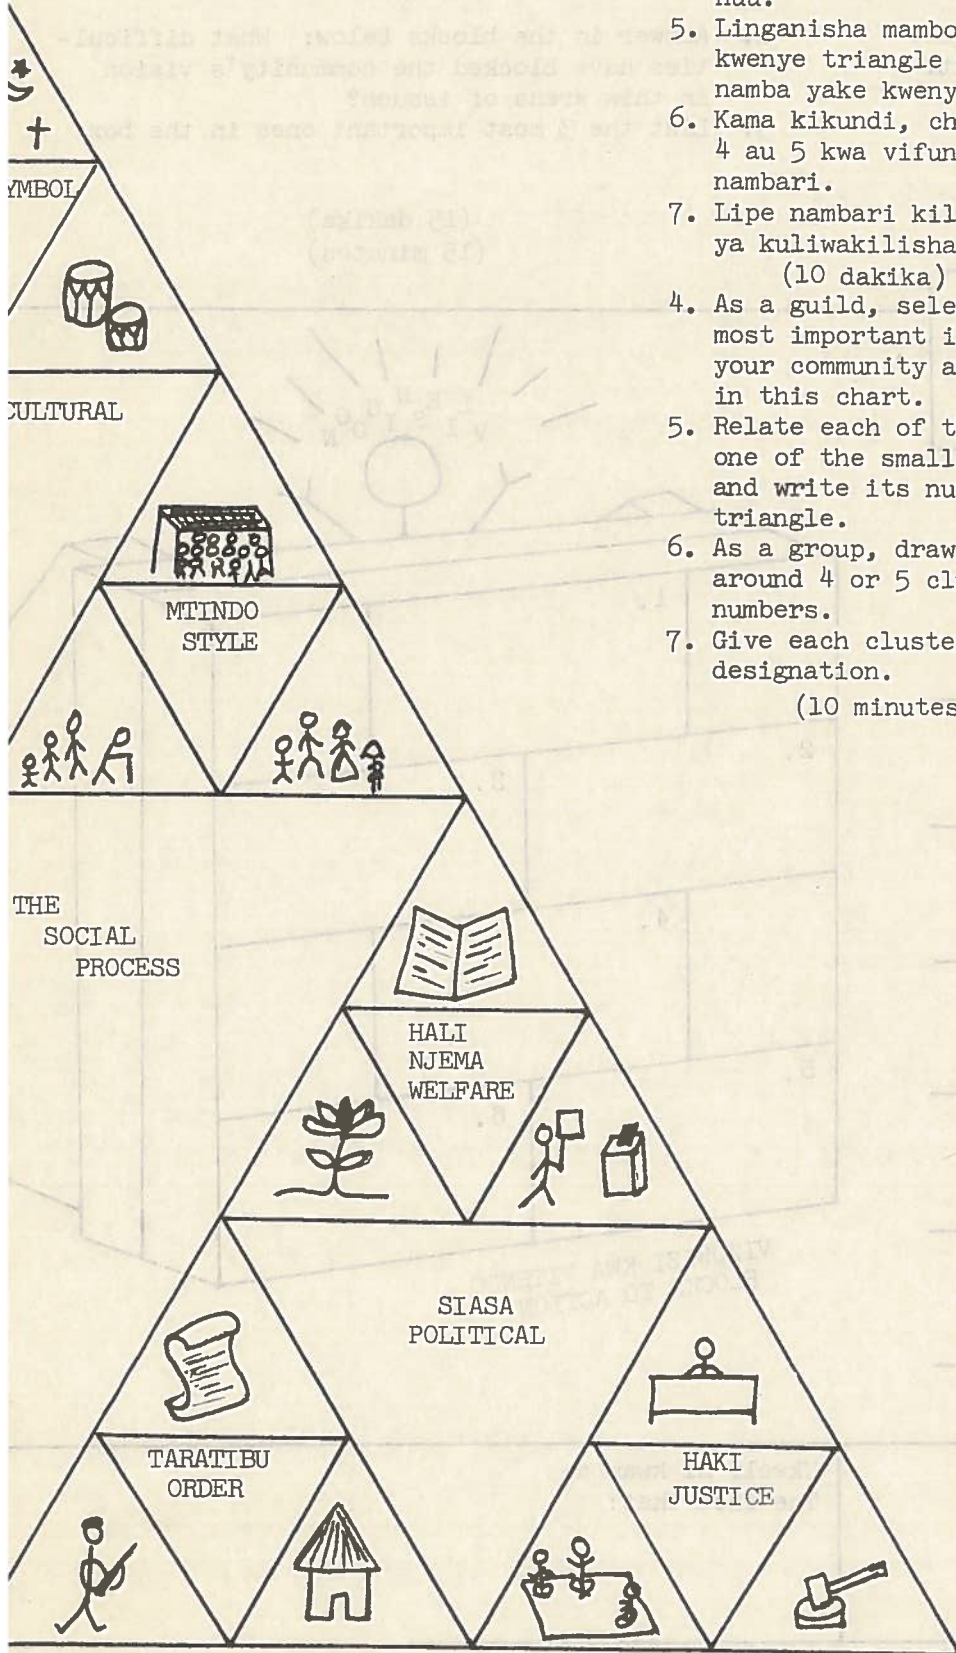 5. Linganisha mambo
kwenye triangle
namba yake kweny
6. Kama kikundi, ch
4 au 5 kwa vifun
nambari.
7. Lipe nambari kil
ya kuliwakilisha
(10 dakika)
4. As a guild, sele
most important i
your community a
in this chart.
5. Relate each of t
one of the small
and write its nu
triangle.
6. As a group, draw
around 4 or 5 cl
numbers.
7. Give each cluste
designation.
(10 minutes
YMBOL
CULTURAL
MTINDO
STYLE
THE
SOCIAL
PROCESS
HALI
NJEMA
WELFARE
SIASA
POLITICAL
TARATIBU
ORDER
HAKI
JUSTICE